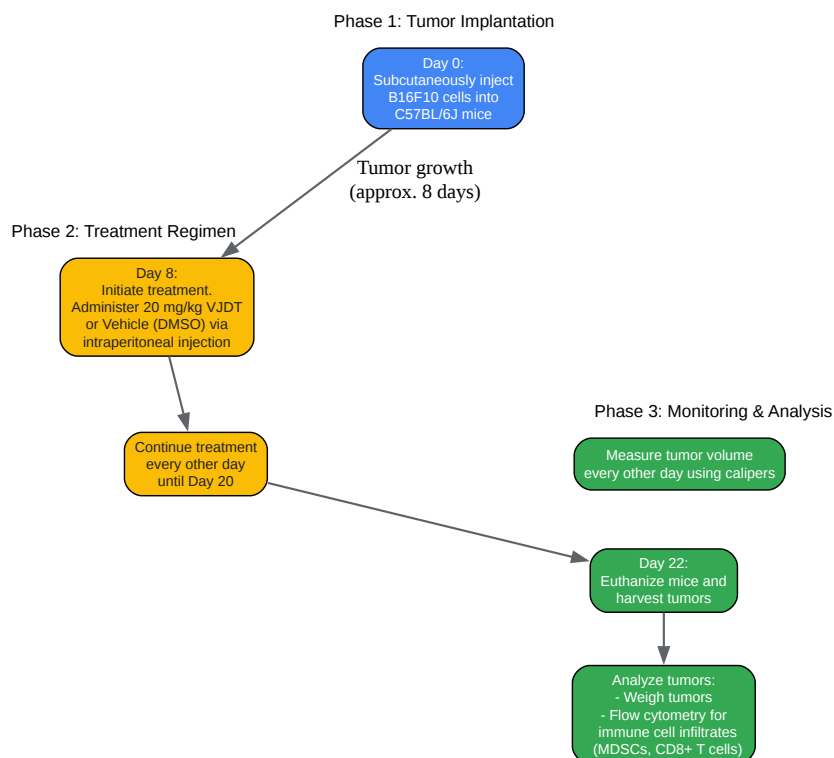 Phase 1: Tumor Implantation
Day 0:
Subcutaneously inject
B16F10 cells into
C57BL/6J mice
Tumor growth
(approx. 8 days)
Phase 2: Treatment Regimen
Day 8:
Initiate treatment.
Administer 20 mg/kg VJDT
or Vehicle (DMSO) via
intraperitoneal injection
Continue treatment
every other day
until Day 20
Phase 3: Monitoring & Analysis
Measure tumor volume
every other day using calipers
Day 22:
Euthanize mice and
harvest tumors
Analyze tumors:
- Weigh tumors
- Flow cytometry for
immune cell infiltrates
(MDSCs, CD8+ T cells)